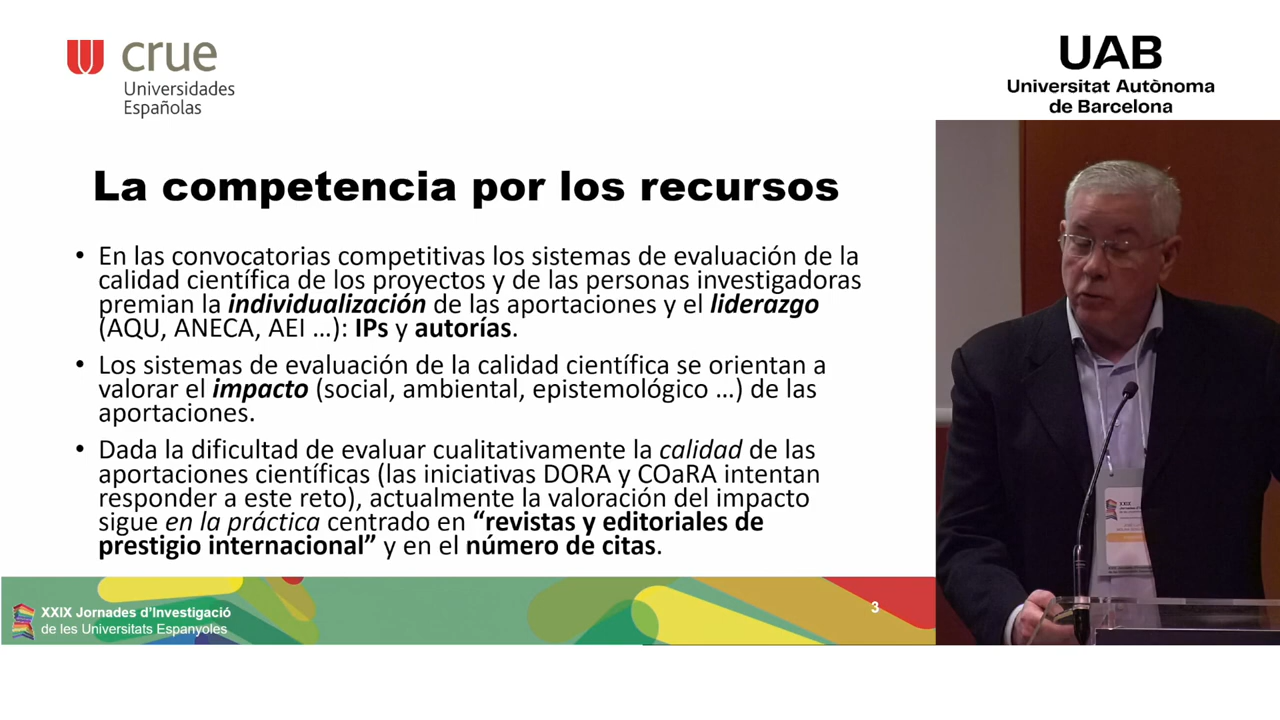 crue
Universidades
Españolas
UAB
Universitat Autònoma
de Barcelona
La competencia por los recursos
• En las convocatorias competitivas los sistemas de evaluación de la
calidad científica de los proyectos y de las personas investigadoras
premian la individualización de las aportaciones y el liderazgo
(AQU, ANECA, AEI …): IPs y autorías.
• Los sistemas de evaluación de la calidad científica se orientan a
valorar el impacto (social, ambiental, epistemológico …) de las
aportaciones.
• Dada la dificultad de evaluar cualitativamente la calidad de las
aportaciones científicas (las iniciativas DORA y COaRA intentan
responder a este reto), actualmente la valoración del impacto
sigue en la práctica centrado en “revistas y editoriales de
prestigio internacional” y en el número de citas.
XXIX Jornades d’Investigació
de les Universitats Espanyoles
3